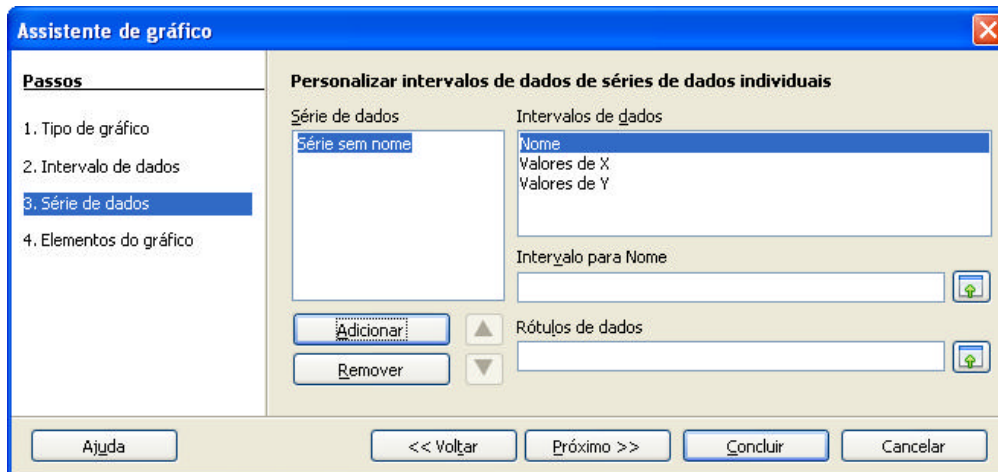 Assistente de gráfico
Passos
1. Tipo de gráfico
2. Intervalo de dados
3. Série de dados
4. Elementos do gráfico
Personalizar intervalos de dados de séries de dados individuais
Série de dados
Série sem nome
Adicionar
Remover
Intervalos de dados
Nome
Valores de X
Valores de Y
Intervalo para Nome
Rótulos de dados
Ajuda
<< Voltar
Próximo >>
Concluir
Cancelar